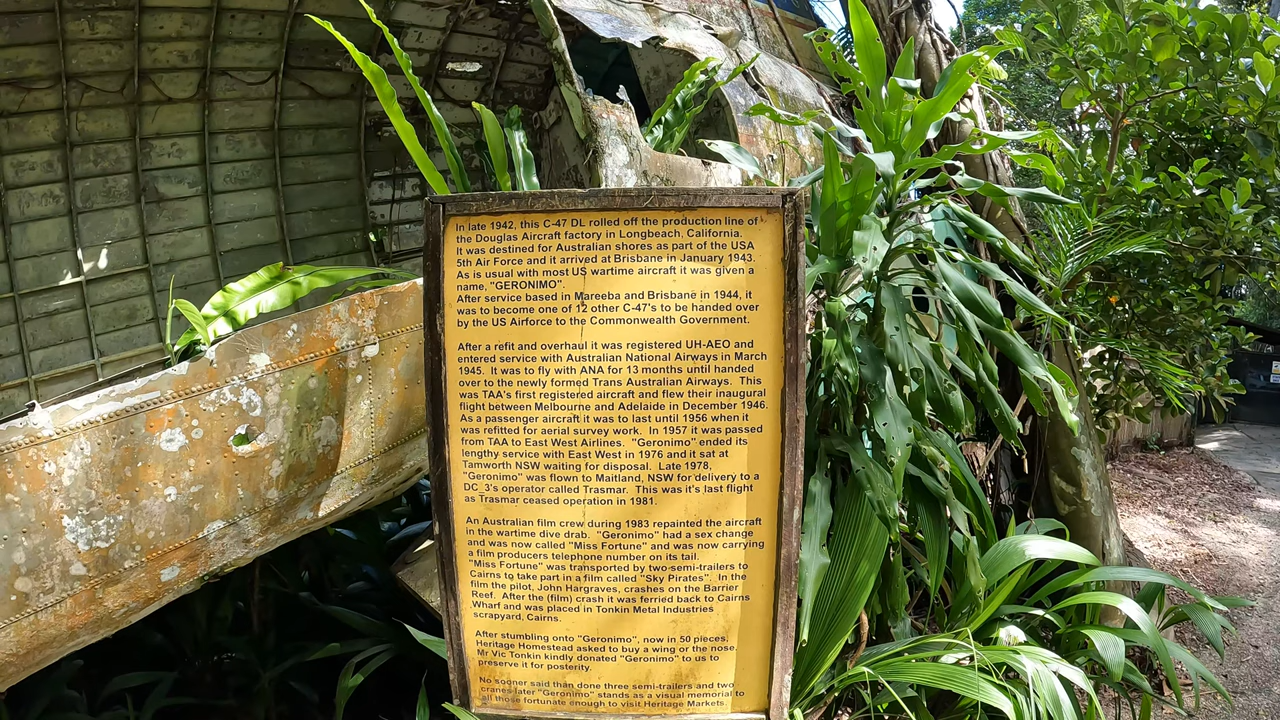 In late 1942, this C-47 DL rolled off the production line of
the Douglas Aircraft factory in Longbeach, California.
It was destined for Australian shores as part of the USA
5th Air Force and it arrived at Brisbane in January 1943.
As is usual with most US wartime aircraft it was given a
name, "GERONIMO".
After service based in Mareeba and Brisbane in 1944, it
was to become one of 12 other C-47's to be handed over
by the US Airforce to the Commonwealth Government.
After a refit and overhaul it was registered UH-AEO and
entered service with Australian National Airways in March
1945. It was to fly with ANA for 13 months until handed
over to the newly formed Trans Australian Airways. This
was TAA's first registered aircraft and flew their inaugural
flight between Melbourne and Adelaide in December 1946.
As a passenger aircraft it was to last until 1956 when it
was refitted for aerial survey work. In 1957 it was passed
from TAA to East West Airlines. "Geronimo" ended its
lengthy service with East West in 1976 and it sat at
Tamworth NSW waiting for disposal. Late 1978,
"Geronimo" was flown to Maitland, NSW for delivery to a
DC_3's operator called Trasmar. This was it's last flight
as Trasmar ceased operation in 1981.
An Australian film crew during 1983 repainted the aircraft
in the wartime dive drab. "Geronimo" had a sex change
and was now called "Miss Fortune" and was now carrying
a film producers telephone number on its tail.
"Miss Fortune" was transported by two semi-trailers to
Cairns to take part in a film called "Sky Pirates". In the
film the pilot, John Hargraves, crashes on the Barrier
Reef. After the (film) crash it was ferried back to Cairns
Wharf and was placed in Tonkin Metal Industries
scrapyard, Cairns.
After stumbling onto "Geronimo", now in 50 pieces,
Heritage Homestead asked to buy a wing or the nose.
Mr Vic Tonkin kindly donated "Geronimo" to us to
preserve it for posterity.
No sooner said than done three semi-trailers and two
cranes later "Geronimo" stands as a visual memorial to
all those fortunate enough to visit Heritage Markets.